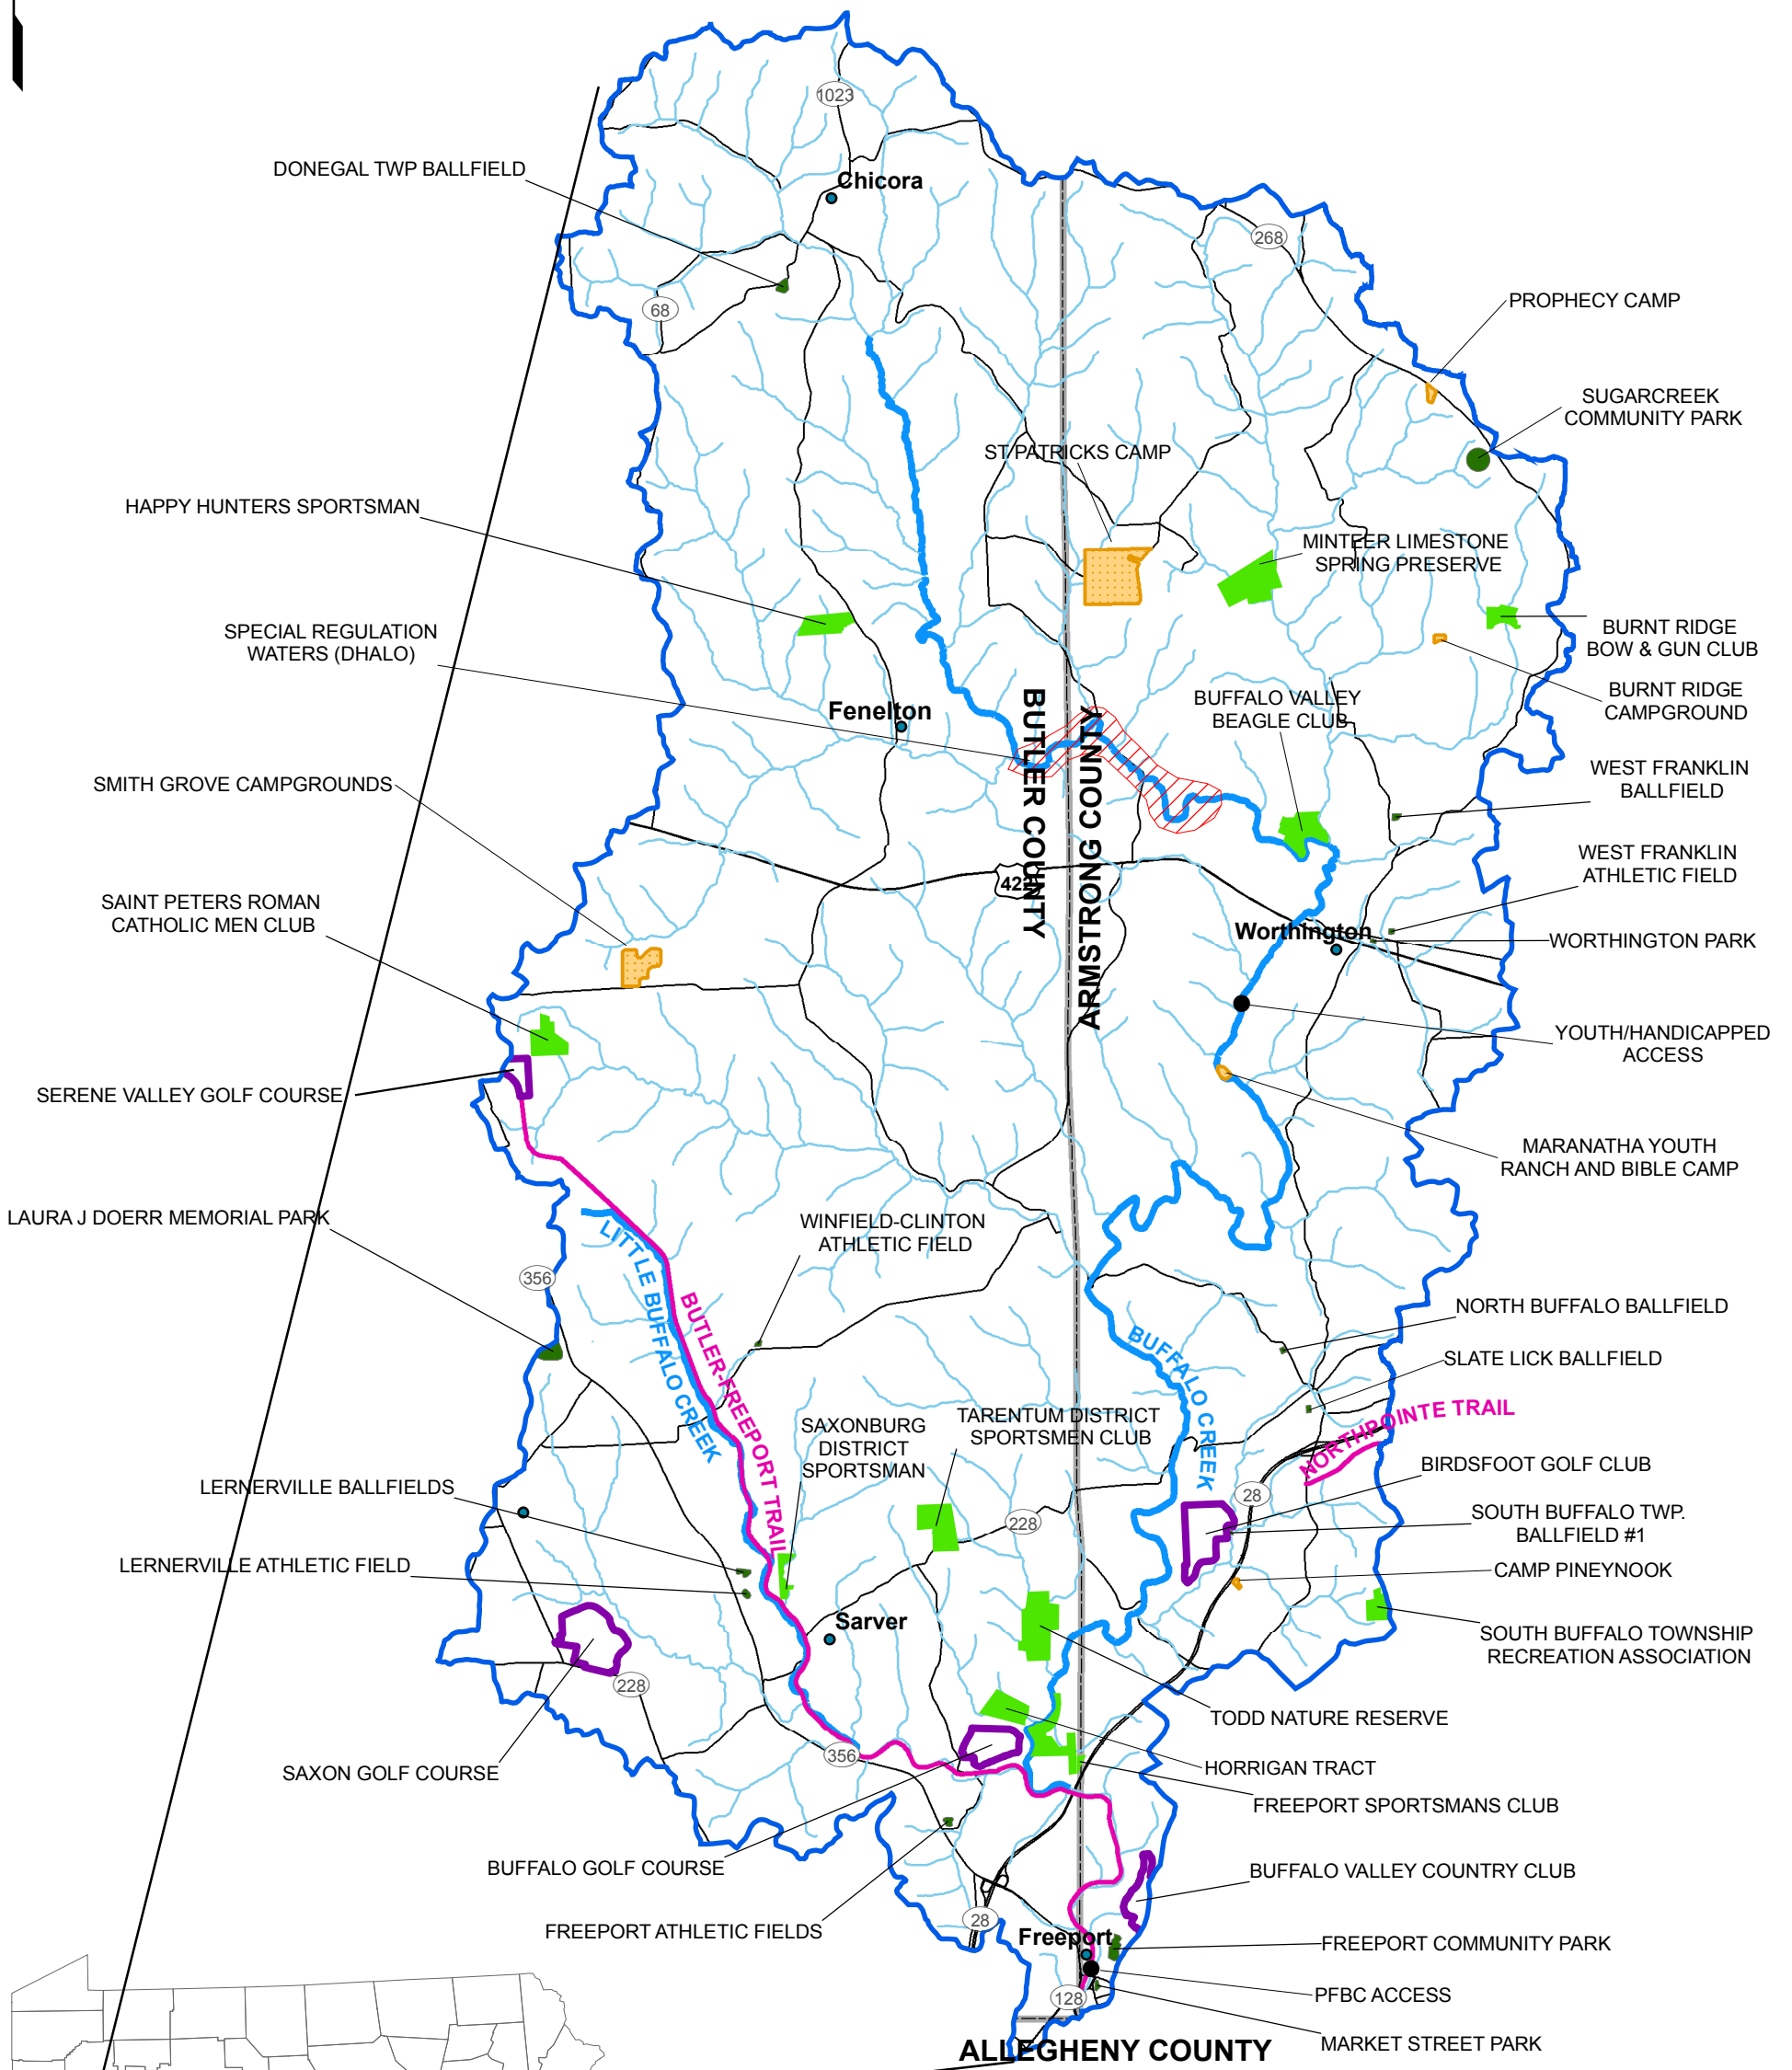 1023
DONEGAL TWP BALLFIELD
Chicora
268
68
PROPHECY CAMP
SUGARCREEK
COMMUNITY PARK
ST PATRICKS CAMP
HAPPY HUNTERS SPORTSMAN
MINTEER LIMESTONE
SPRING PRESERVE
SPECIAL REGULATION
WATERS (DHALO)
BURNT RIDGE
BOW & GUN CLUB
BURNT RIDGE
CAMPGROUND
BUFFALO VALLEY
BEAGLE CLUB
Fenelton
BUTLER COUNTY
ARMSTRONG COUNTY
SMITH GROVE CAMPGROUNDS
WEST FRANKLIN
BALLFIELD
422
WEST FRANKLIN
ATHLETIC FIELD
SAINT PETERS ROMAN
CATHOLIC MEN CLUB
Worthington
WORTHINGTON PARK
YOUTH/HANDICAPPED
ACCESS
SERENE VALLEY GOLF COURSE
MARANATHA YOUTH
RANCH AND BIBLE CAMP
LAURA J DOERR MEMORIAL PARK
WINFIELD-CLINTON
ATHLETIC FIELD
356
LITTLE BUFFALO CREEK
BUTLER-FREEPORT TRAIL
BUFFALO CREEK
NORTH BUFFALO BALLFIELD
SLATE LICK BALLFIELD
NORTHPOINTE TRAIL
SAXONBURG
DISTRICT
SPORTSMAN
TARENTUM DISTRICT
SPORTSMEN CLUB
BIRDSFOOT GOLF CLUB
LERNERVILLE BALLFIELDS
28
228
SOUTH BUFFALO TWP.
BALLFIELD #1
LERNERVILLE ATHLETIC FIELD
CAMP PINEYNOOK
Sarver
SOUTH BUFFALO TOWNSHIP
RECREATION ASSOCIATION
228
TODD NATURE RESERVE
356
SAXON GOLF COURSE
HORRIGAN TRACT
FREEPORT SPORTSMANS CLUB
BUFFALO GOLF COURSE
BUFFALO VALLEY COUNTRY CLUB
FREEPORT ATHLETIC FIELDS
28
Freeport
FREEPORT COMMUNITY PARK
PFBC ACCESS
128
MARKET STREET PARK
ALLEGHENY COUNTY